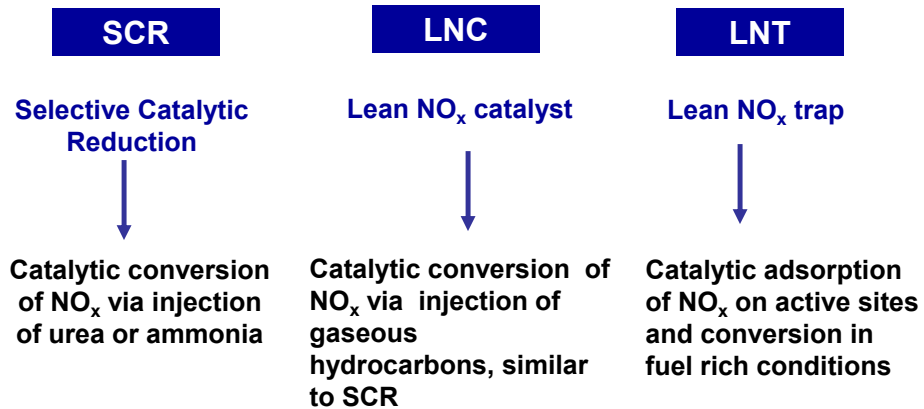 SCR
Selective Catalytic
Reduction
Catalytic conversion
of NOx via injection
of urea or ammonia
LNC
Lean NOx catalyst
Catalytic conversion of
NOx via injection of
gaseous
hydrocarbons, similar
to SCR
LNT
Lean NOx trap
Catalytic adsorption
of NOx on active sites
and conversion in
fuel rich conditions